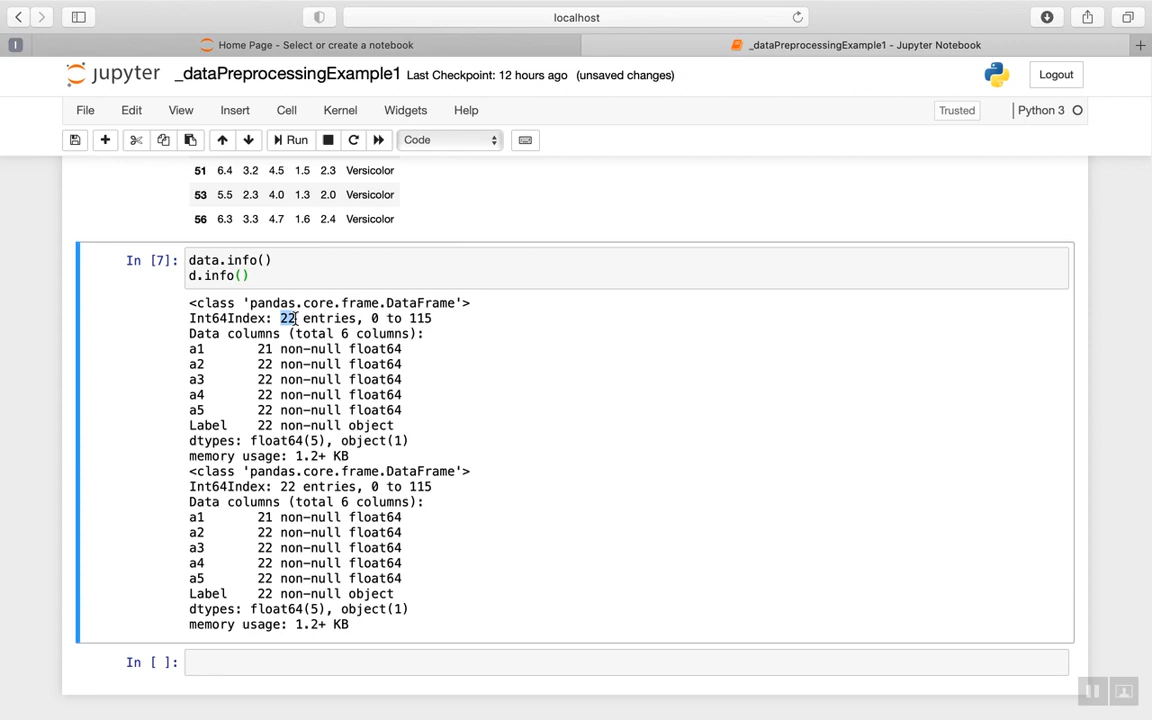 localhost
I
Home Page - Select or create a notebook
_dataPreprocessingExample1 - Jupyter Notebook
jupyter _dataPreprocessingExample1 Last Checkpoint: 12 hours ago (unsaved changes)
Logout
File Edit View Insert Cell Kernel Widgets Help
Trusted
Python 3
Run
Code
51 6.4 3.2 4.5 1.5 2.3 Versicolor
53 5.5 2.3 4.0 1.3 2.0 Versicolor
56 6.3 3.3 4.7 1.6 2.4 Versicolor
In [7]: data.info()
d.info()
<class 'pandas.core.frame.DataFrame'>
Int64Index: 22 entries, 0 to 115
Data columns (total 6 columns):
a1 21 non-null float64
a2 22 non-null float64
a3 22 non-null float64
a4 22 non-null float64
a5 22 non-null float64
Label 22 non-null object
dtypes: float64(5), object(1)
memory usage: 1.2+ KB
<class 'pandas.core.frame.DataFrame'>
Int64Index: 22 entries, 0 to 115
Data columns (total 6 columns):
a1 21 non-null float64
a2 22 non-null float64
a3 22 non-null float64
a4 22 non-null float64
a5 22 non-null float64
Label 22 non-null object
dtypes: float64(5), object(1)
memory usage: 1.2+ KB
In [ ]: